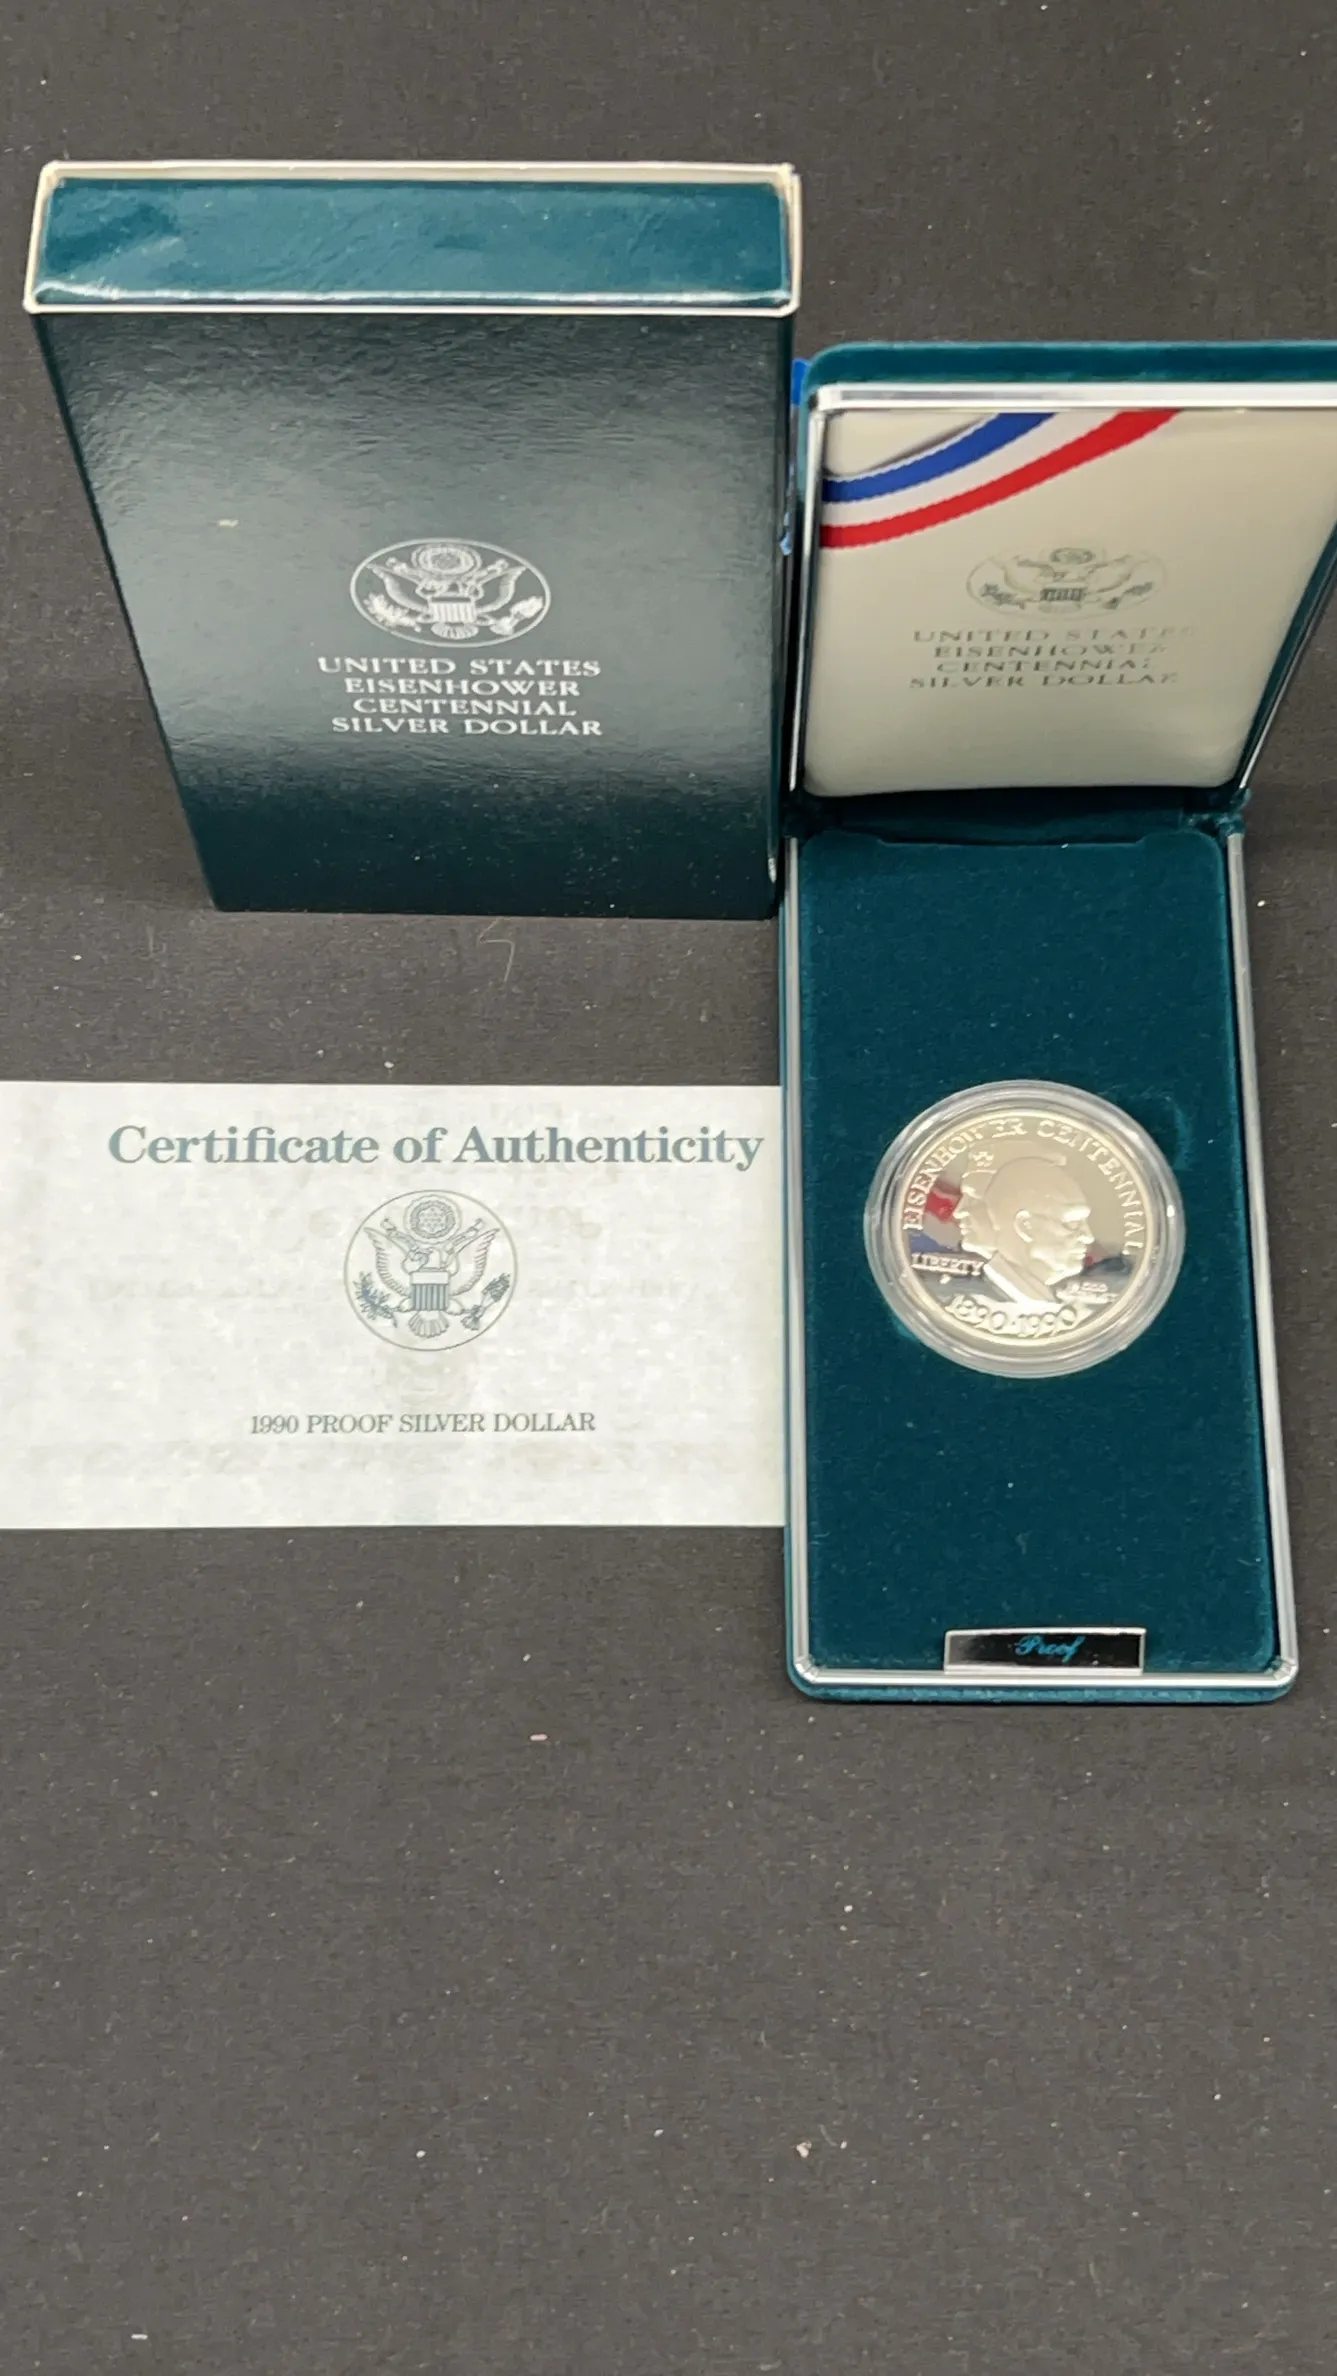 UNITED STATES
EISENHOWER
CENTENNIAL
SILVER DOLLAR
UNITED STATES
EISENHOWER
CENTENNIAL
SILVER DOLLAR
Certificate of Authenticity
1990 PROOF SILVER DOLLAR
EISENHOWER CENTENNIAL
LIBERTY
P
1890·1990
Proof